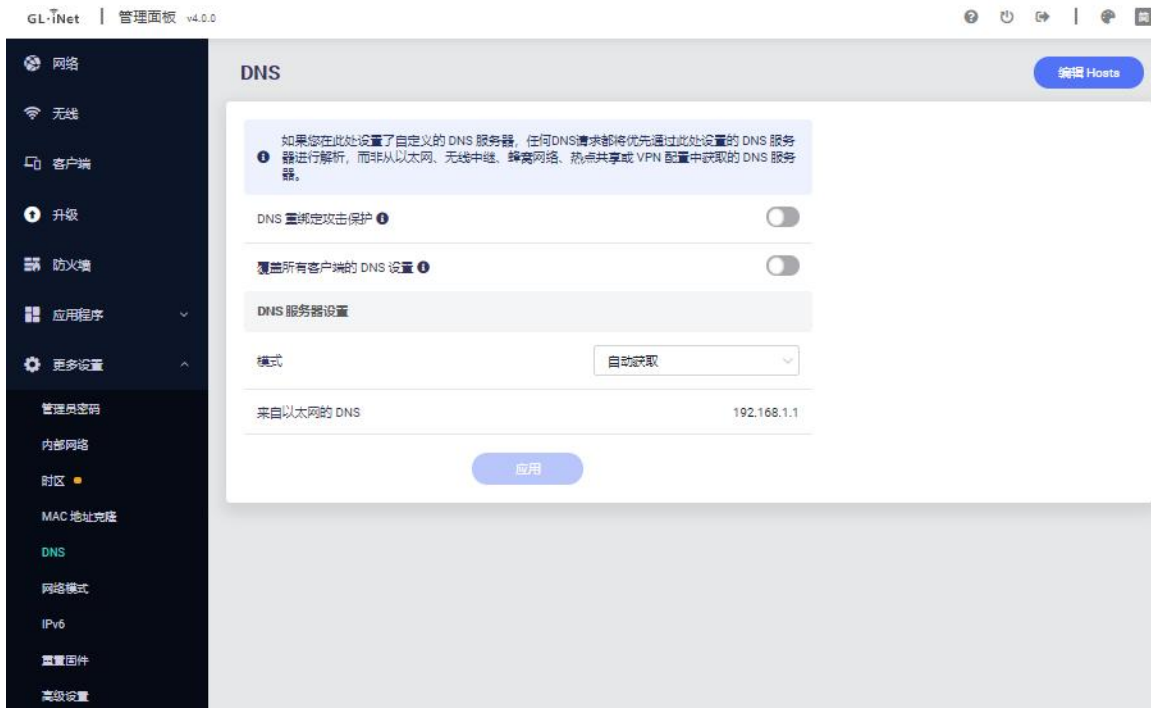 GL·iNet | 管理面板 v4.0.0
简
网络
无线
客户端
升级
防火墙
应用程序
更多设置
管理员密码
内部网络
时区
MAC 地址克隆
DNS
网络模式
IPv6
重置固件
高级设置
DNS
编辑 Hosts
如果您在此处设置了自定义的 DNS 服务器，任何DNS请求都将优先通过此处设置的 DNS 服务
器进行解析，而非从以太网、无线中继、蜂窝网络、热点共享或 VPN 配置中获取的 DNS 服务
器。
DNS 重绑定攻击保护
覆盖所有客户端的 DNS 设置
DNS 服务器设置
模式 自动获取
来自以太网的 DNS 192.168.1.1
应用